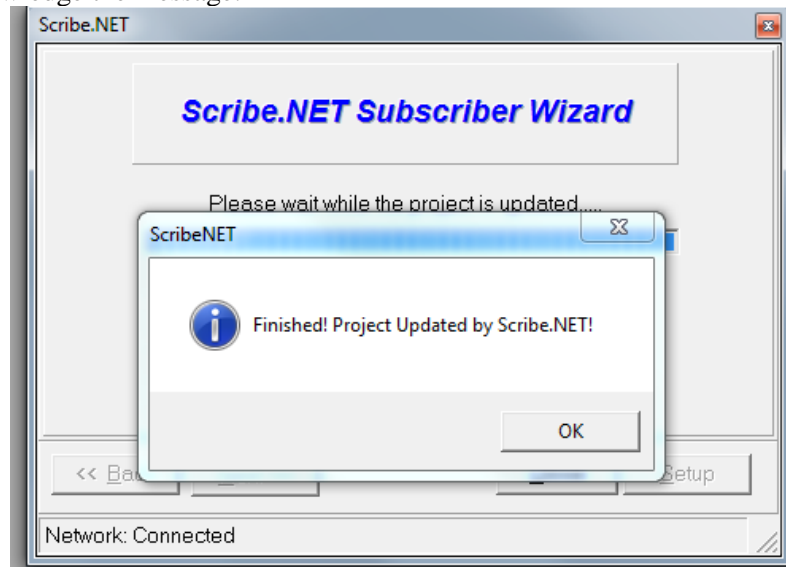 Scribe.NET
Scribe.NET Subscriber Wizard
Please wait while the project is updated.....
ScribeNET
Finished! Project Updated by Scribe.NET!
OK
<< Ba
Setup
Network: Connected